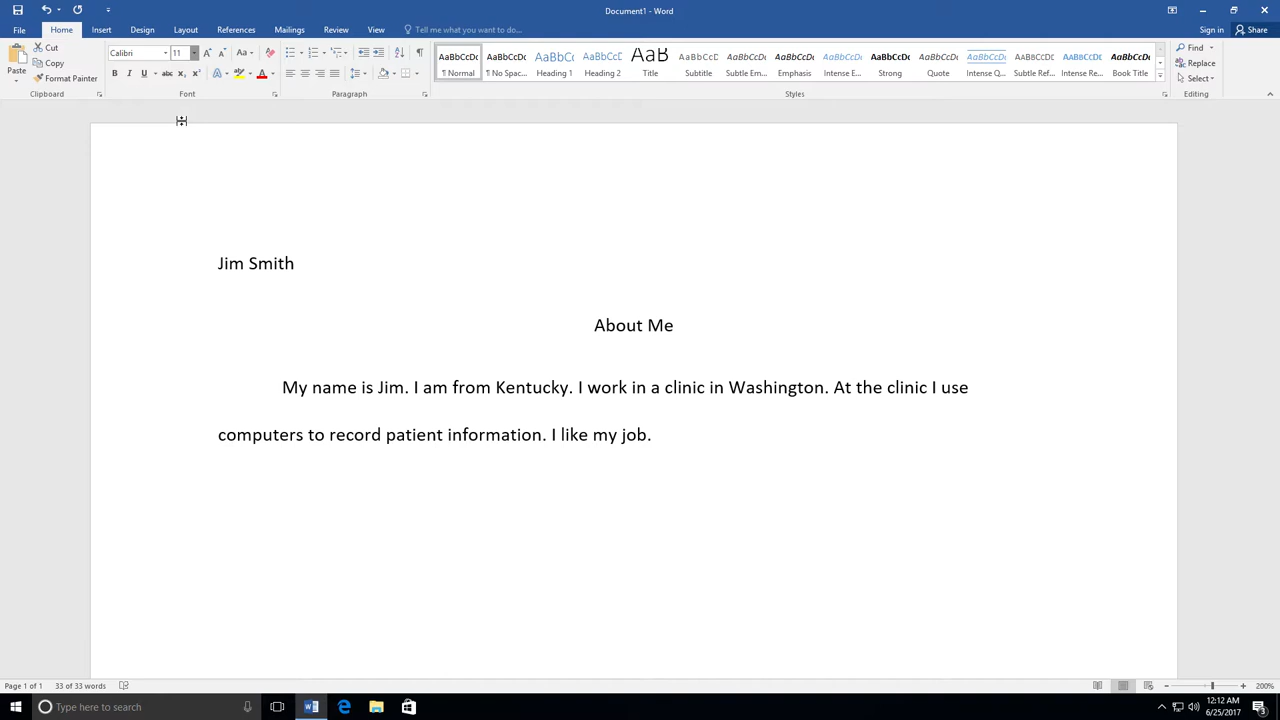 Document1 - Word
File Home Insert Design Layout References Mailings Review View Tell me what you want to do... Sign in Share
Paste
Cut
Copy
Format Painter
Clipboard
Calibri 11
Font
Paragraph
AaBbCcDc AaBbCcDc AaBbCc AaBbCcD AaB AaBbCcD AaBbCcDc AaBbCcDc AaBbCcDc AaBbCcDc AaBbCcDc AaBbCcDc AaBbCcDc AaBbCcDc AaBbCcDc
¶ Normal ¶ No Spac... Heading 1 Heading 2 Title Subtitle Subtle Em... Emphasis Intense E... Strong Quote Intense Q... Subtle Ref... Intense Re... Book Title
Styles
Find
Replace
Select
Editing
Jim Smith
About Me
My name is Jim. I am from Kentucky. I work in a clinic in Washington. At the clinic I use
computers to record patient information. I like my job.
Page 1 of 1 33 of 33 words 200%
Type here to search
12:12 AM
6/25/2017
3